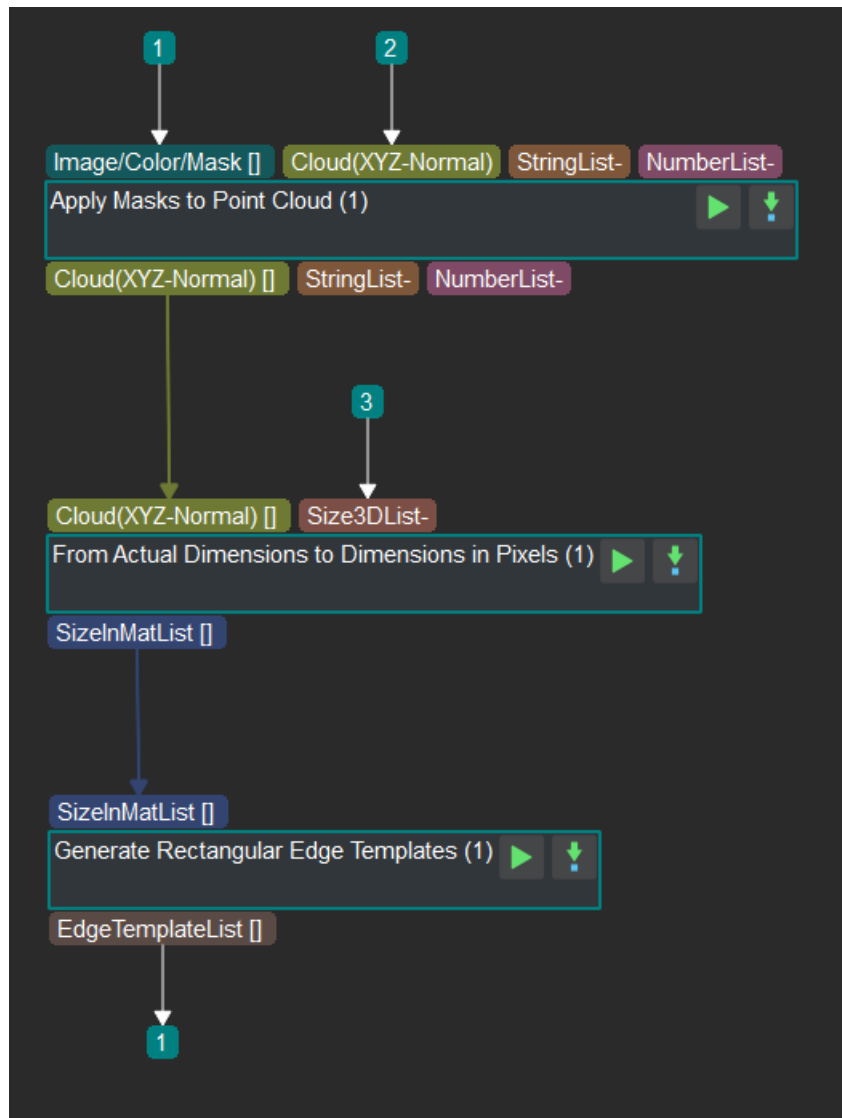 1 2
Image/Color/Mask [] Cloud(XYZ-Normal) StringList- NumberList-
Apply Masks to Point Cloud (1)
Cloud(XYZ-Normal) [] StringList- NumberList-
3
Cloud(XYZ-Normal) [] Size3DList-
From Actual Dimensions to Dimensions in Pixels (1)
SizeInMatList []
SizeInMatList []
Generate Rectangular Edge Templates (1)
EdgeTemplateList []
1